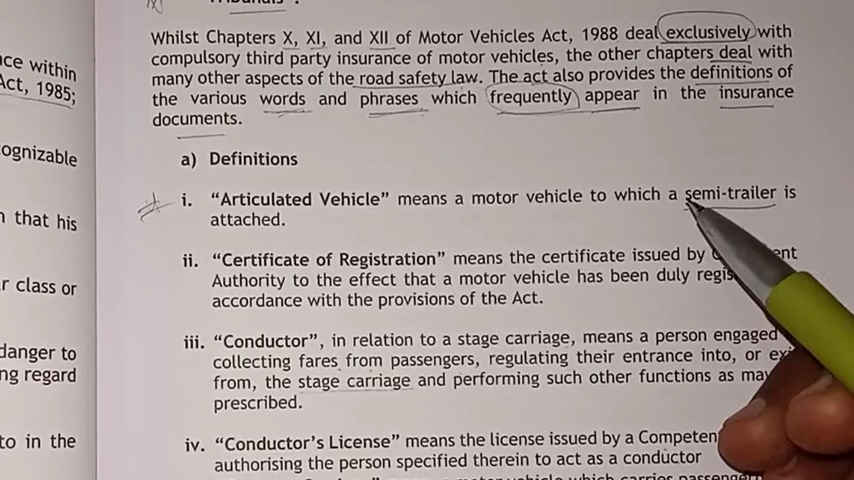 Tribunals".
Whilst Chapters X, XI, and XII of Motor Vehicles Act, 1988 deal exclusively with
compulsory third party insurance of motor vehicles, the other chapters deal with
many other aspects of the road safety law. The act also provides the definitions of
the various words and phrases which frequently appear in the insurance
documents.
a) Definitions
i. "Articulated Vehicle" means a motor vehicle to which a semi-trailer is
attached.
ii. "Certificate of Registration" means the certificate issued by
Authority to the effect that a motor vehicle has been duly
accordance with the provisions of the Act.
iii. "Conductor", in relation to a stage carriage, means a person engaged
collecting fares from passengers, regulating their entrance into, or
from, the stage carriage and performing such other functions as may
prescribed.
iv. "Conductor's License" means the license issued by a
authorising the person specified therein to act as a conductor
a motor vehicle which carries
within
Act, 1985;
that his
class or
danger to
regard
to in the